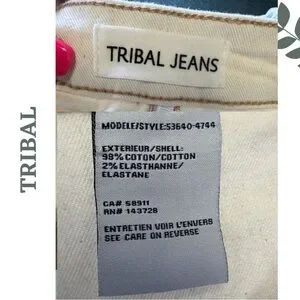 TRIBAL JEANS
TRIBAL
MODELE/STYLE:53640-4744
EXTERIEUR/SHELL:
98% COTON/COTTON
2% ELASTHANNE/
ELASTANE
CA# 58911
RN# 143728
ENTRETIEN VOIR L'ENVERS
SEE CARE ON REVERSE